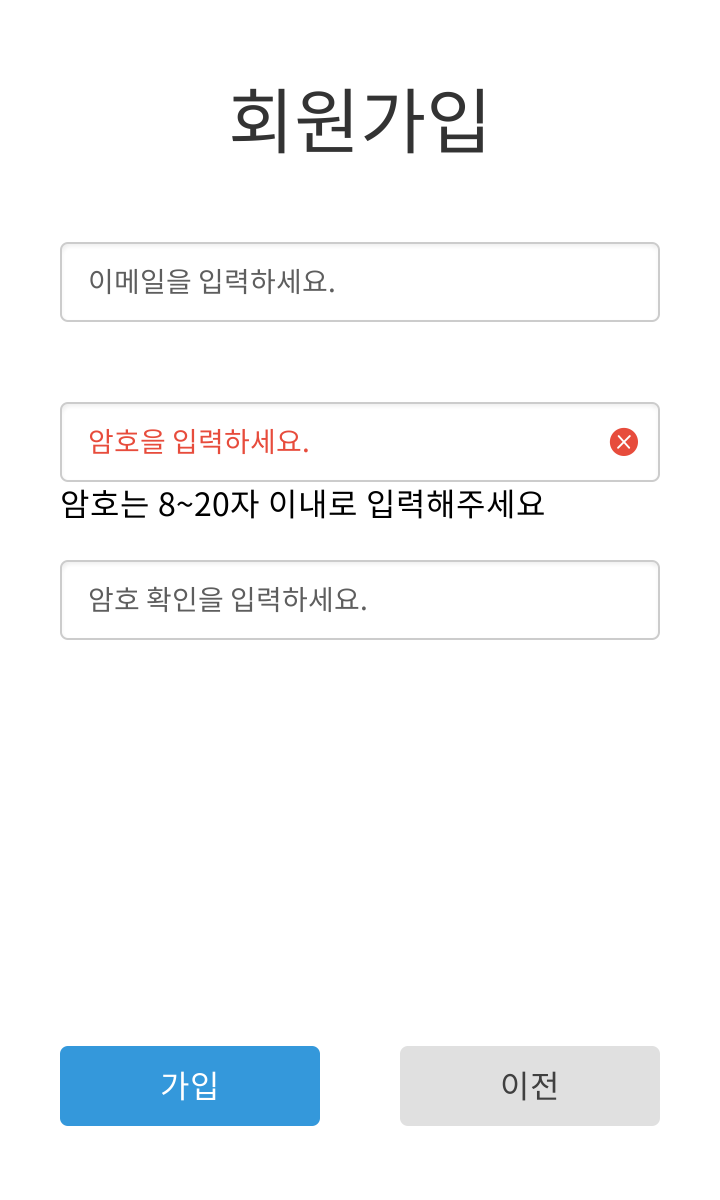 회원가입
이메일을 입력하세요.
암호을 입력하세요.
암호는 8~20자 이내로 입력해주세요
암호 확인을 입력하세요.
가입
이전